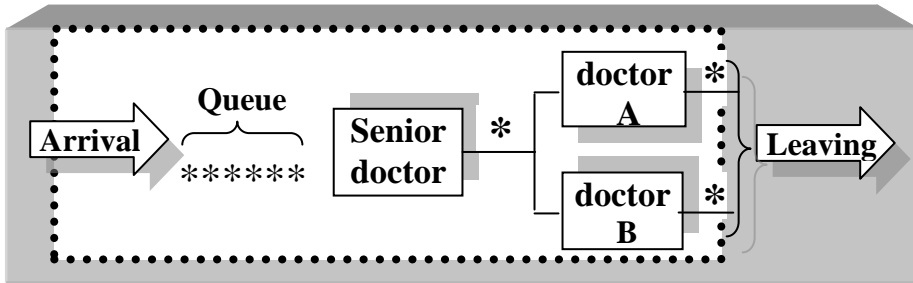 Arrival
Queue
******
Senior
doctor
*
doctor
A
*
doctor
B
*
Leaving